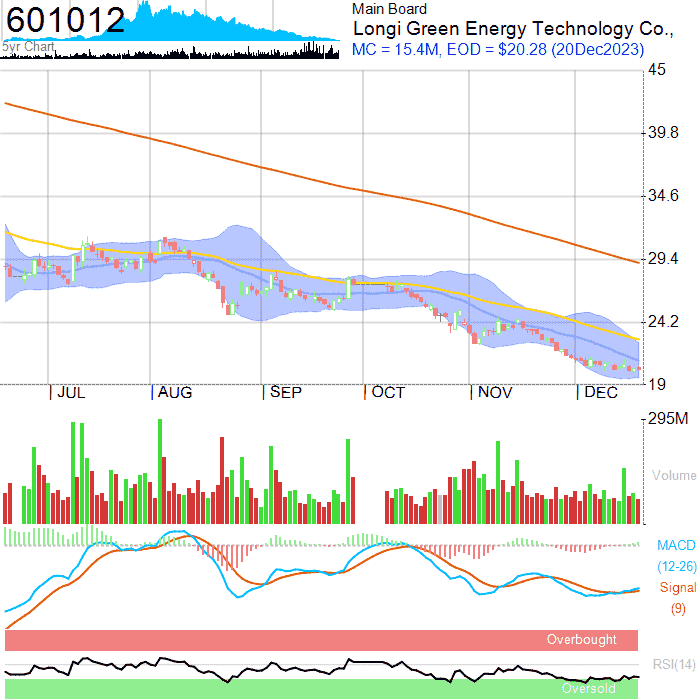 601012
5yr Chart
Main Board
Longi Green Energy Technology Co.,
MC = 15.4M, EOD = $20.28 (20Dec2023)
45
39.8
34.6
29.4
24.2
19
JUL
AUG
SEP
OCT
NOV
DEC
295M
Volume
MACD
(12-26)
Signal
(9)
Overbought
RSI(14)
Oversold